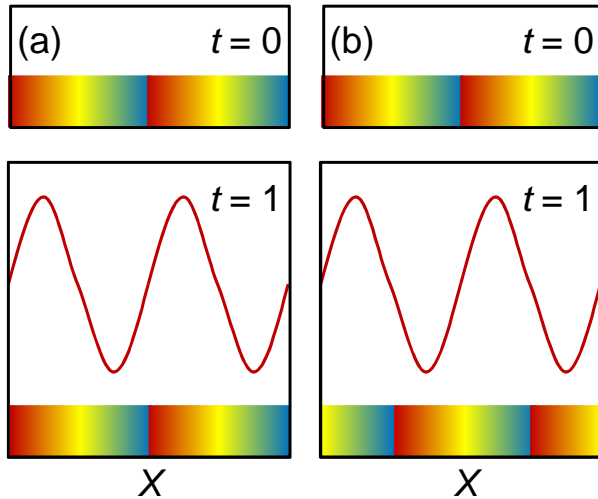 (a) t = 0
(b) t = 0
t = 1
t = 1
X
X